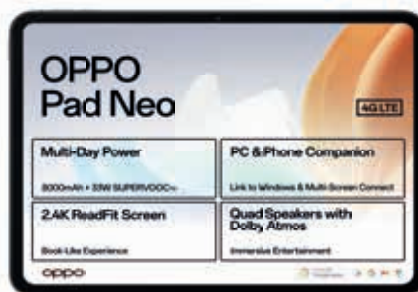 OPPO
Pad Neo
4G LTE
Multi-Day Power
8000mAh + 33W SUPERVOOC
PC & Phone Companion
Link to Windows & Multi-Screen Connect
2.4K ReadFit Screen
Book-Like Experience
Quad Speakers with
Dolby Atmos
Immersive Entertainment
oppo